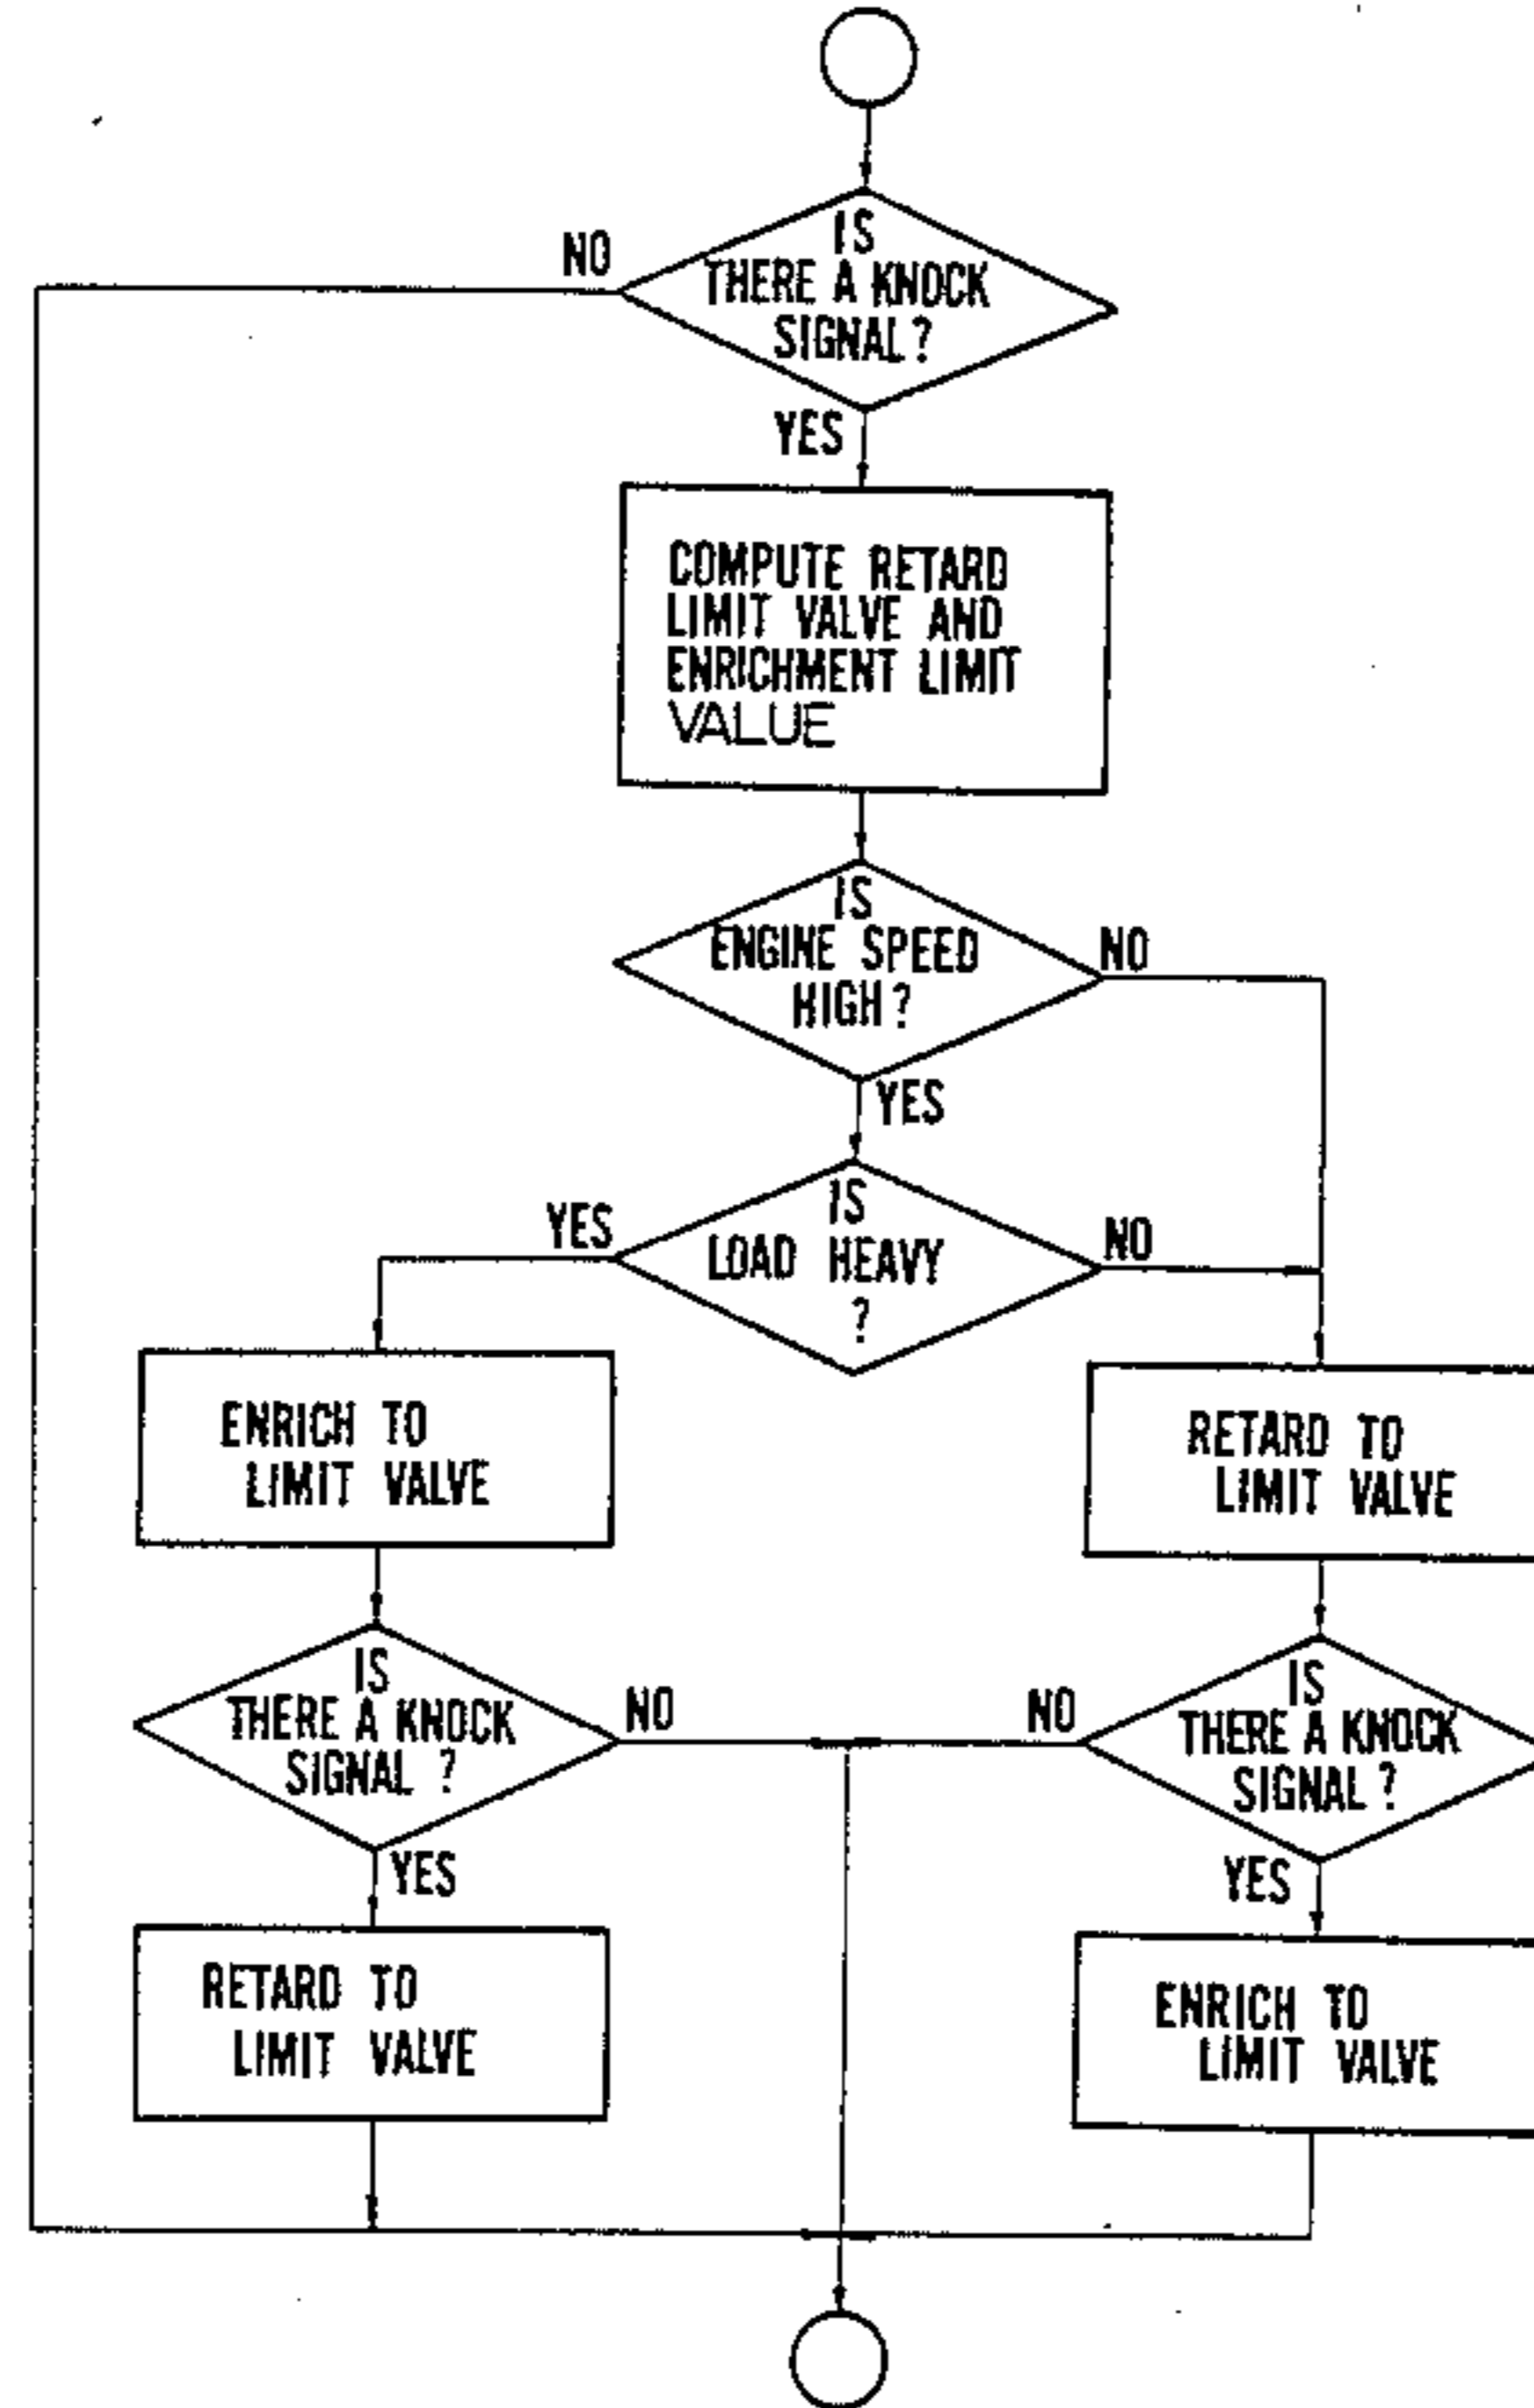 IS
THERE A KNOCK
SIGNAL?
NO
YES
COMPUTE RETARD
LIMIT VALVE AND
ENRICHMENT LIMIT
VALUE
IS
ENGINE SPEED
HIGH?
NO
YES
IS
LOAD HEAVY
?
YES
NO
ENRICH TO
LIMIT VALVE
RETARD TO
LIMIT VALVE
IS
THERE A KNOCK
SIGNAL ?
NO
YES
IS
THERE A KNOCK
SIGNAL?
NO
YES
RETARD TO
LIMIT VALVE
ENRICH TO
LIMIT VALVE